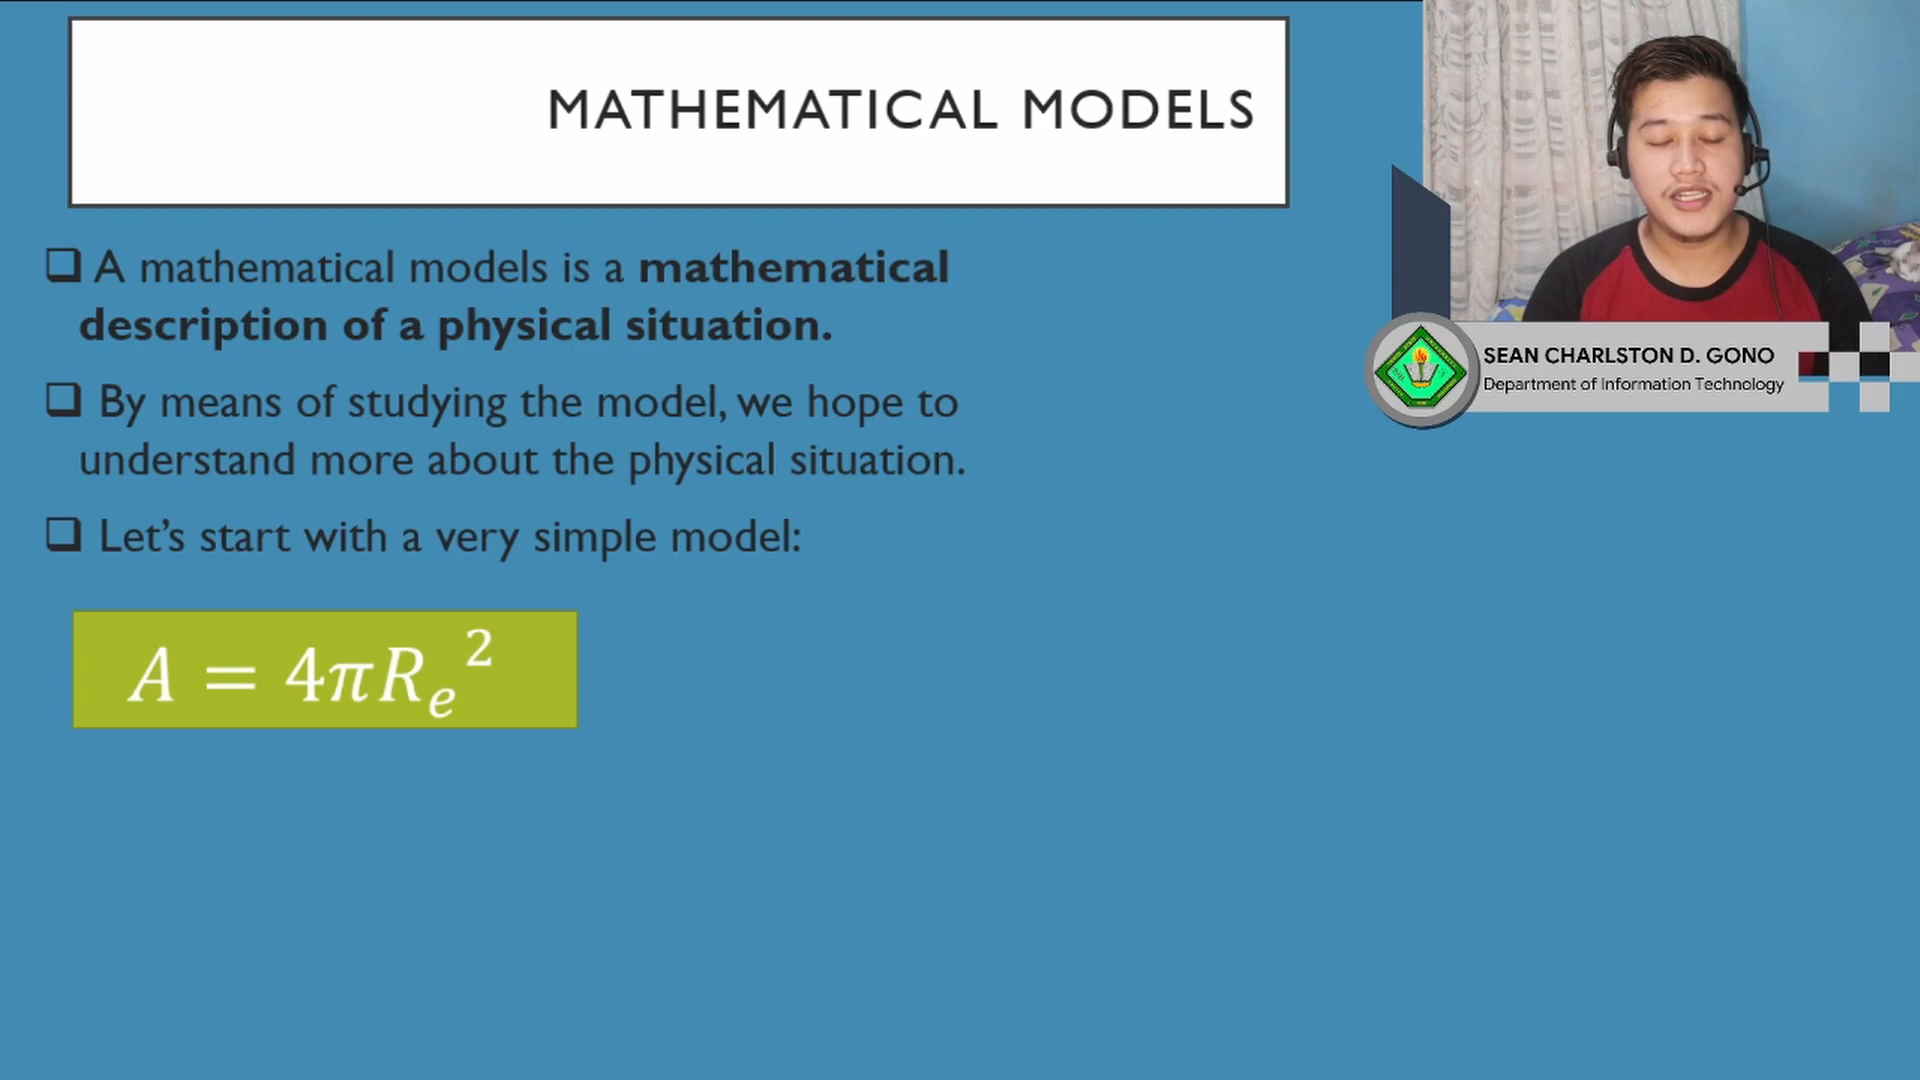 MATHEMATICAL MODELS
❑ A mathematical models is a mathematical
description of a physical situation.
❑ By means of studying the model, we hope to
understand more about the physical situation.
❑ Let’s start with a very simple model:
A = 4πRₑ²
SEAN CHARLSTON D. GONO
Department of Information Technology